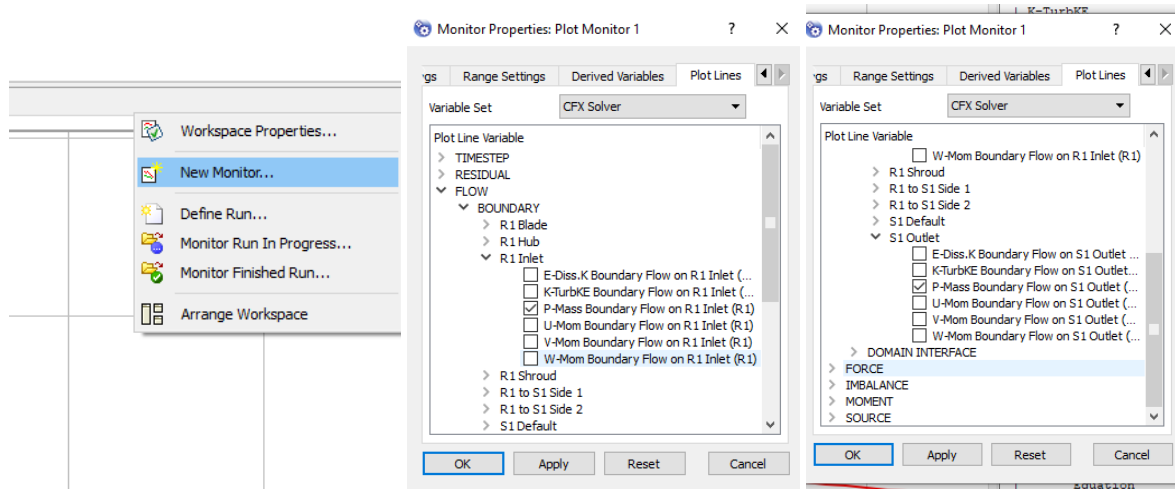 Workspace Properties...
New Monitor...
Define Run...
Monitor Run In Progress...
Monitor Finished Run...
Arrange Workspace
Monitor Properties: Plot Monitor 1
?
gs
Range Settings
Derived Variables
Plot Lines
Variable Set
CFX Solver
Plot Line Variable
TIMESTEP
RESIDUAL
FLOW
BOUNDARY
R1 Blade
R1 Hub
R1 Inlet
E-Diss.K Boundary Flow on R1 Inlet (...
K-TurbKE Boundary Flow on R1 Inlet (...
P-Mass Boundary Flow on R1 Inlet (R1)
U-Mom Boundary Flow on R1 Inlet (R1)
V-Mom Boundary Flow on R1 Inlet (R1)
W-Mom Boundary Flow on R1 Inlet (R1)
R1 Shroud
R1 to S1 Side 1
R1 to S1 Side 2
S1 Default
OK
Apply
Reset
Cancel
K-TurbKE
Monitor Properties: Plot Monitor 1
?
gs
Range Settings
Derived Variables
Plot Lines
Variable Set
CFX Solver
Plot Line Variable
W-Mom Boundary Flow on R1 Inlet (R1)
R1 Shroud
R1 to S1 Side 1
R1 to S1 Side 2
S1 Default
S1 Outlet
E-Diss.K Boundary Flow on S1 Outlet ...
K-TurbKE Boundary Flow on S1 Outlet...
P-Mass Boundary Flow on S1 Outlet (...
U-Mom Boundary Flow on S1 Outlet (...
V-Mom Boundary Flow on S1 Outlet (...
W-Mom Boundary Flow on S1 Outlet (...
DOMAIN INTERFACE
FORCE
IMBALANCE
MOMENT
SOURCE
OK
Apply
Reset
Cancel
Equation